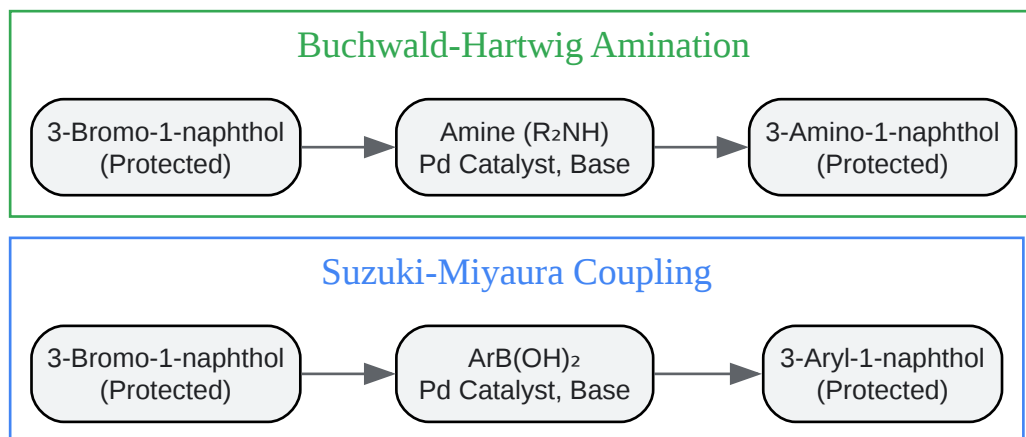 Buchwald-Hartwig Amination
3-Bromo-1-naphthol
(Protected)
Amine (R₂NH)
Pd Catalyst, Base
3-Amino-1-naphthol
(Protected)
Suzuki-Miyaura Coupling
3-Bromo-1-naphthol
(Protected)
ArB(OH)₂
Pd Catalyst, Base
3-Aryl-1-naphthol
(Protected)